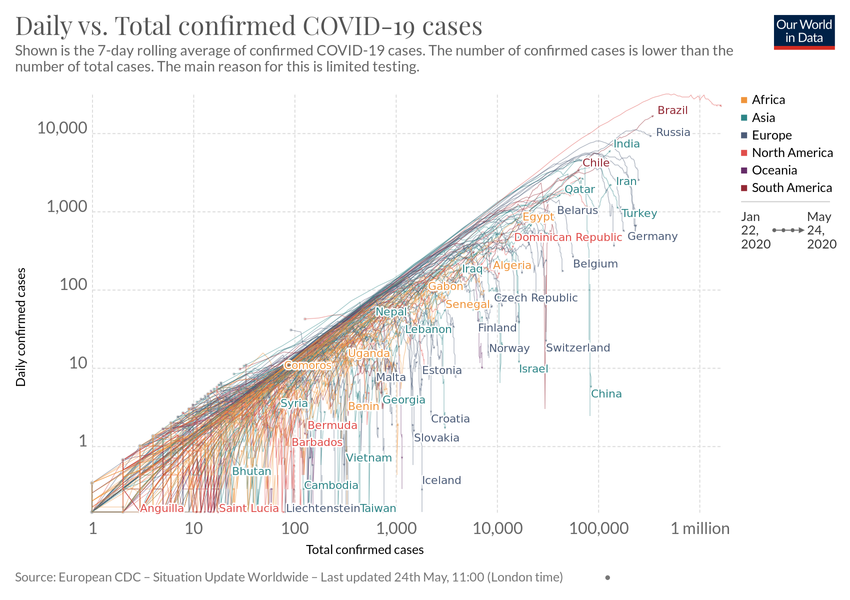 Daily vs. Total confirmed COVID-19 cases
Shown is the 7-day rolling average of confirmed COVID-19 cases. The number of confirmed cases is lower than the
number of total cases. The main reason for this is limited testing.
Our World
in Data
Africa
Asia
Europe
North America
Oceania
South America
Jan
22,
2020
May
24,
2020
Daily confirmed cases
10,000
1,000
100
10
1
Brazil
Russia
India
Chile
Iran
Qatar
Belarus
Turkey
Egypt
Dominican Republic
Germany
Belgium
Iraq
Algeria
Gabon
Czech Republic
Senegal
Nepal
Lebanon
Finland
Norway
Switzerland
Uganda
Comoros
Estonia
Israel
Malta
China
Syria
Benin
Georgia
Croatia
Bermuda
Slovakia
Barbados
Vietnam
Bhutan
Iceland
Cambodia
Anguilla
Saint Lucia
Liechtenstein
Taiwan
1
10
100
1,000
10,000
100,000
1 million
Total confirmed cases
Source: European CDC – Situation Update Worldwide – Last updated 24th May, 11:00 (London time)